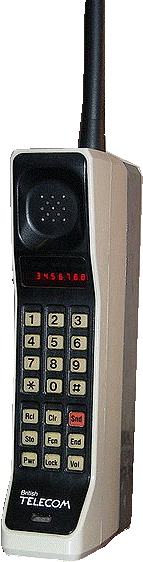 3456788
1 2 3
4 5 6
7 8 9
* 0 #
Rcl Clr Snd
Sto Fcn End
Pwr Lock Vol
British
TELECOM